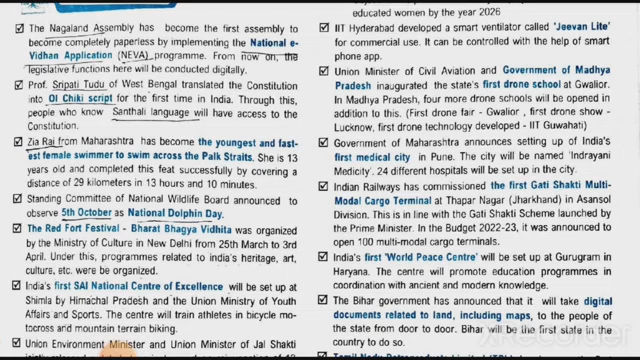 The Nagaland Assembly has become the first assembly to
become completely paperless by implementing the National e-
Vidhan Application (NEVA) programme. From now on, the
legislative functions here will be conducted digitally.
Prof. Sripati Tudu of West Bengal translated the Constitution
into Ol Chiki script for the first time in India. Through this,
people who know Santhali language will have access to
the Constitution.
Zia Rai from Maharashtra has become the youngest and fast-
est female swimmer to swim across the Palk Straits. She is 13
years old and completed this feat successfully by covering a
distance of 29 kilometers in 13 hours and 10 minutes.
Standing Committee of National Wildlife Board announced to
observe 5th October as National Dolphin Day.
The Red Fort Festival - Bharat Bhagya Vidhita was organized
by the Ministry of Culture in New Delhi from 25th March to 3rd
April. Under this, programmes related to india's heritage, art,
culture, etc. were be organized.
India's first SAI National Centre of Excellence will be set up at
Shimla by Himachal Pradesh and the Union Ministry of Youth
Affairs and Sports. The centre will train athletes in bicycle mo-
tocross and mountain terrain biking.
Union Environment Minister and Union Minister of Jal Shakti
educated women by the year 2026
IIT Hyderabad developed a smart ventilator called 'Jeevan Lite'
for commercial use. It can be controlled with the help of smart
phone app.
Union Minister of Civil Aviation and Government of Madhya
Pradesh inaugurated the state's first drone school at Gwalior.
In Madhya Pradesh, four more drone schools will be opened in
addition to this. (First drone fair - Gwalior , first drone show -
Lucknow, first drone technology developed - IIT Guwahati)
Government of Maharashtra announces setting up of India's
first medical city in Pune. The city will be named 'Indrayani
Medicity'. 24 different hospitals will be set up in the city.
Indian Railways has commissioned the first Gati Shakti Multi-
Modal Cargo Terminal at Thapar Nagar (Jharkhand) in Asansol
Division. This is in line with the Gati Shakti Scheme launched by
the Prime Minister. In the Budget 2022-23, it was announced to
open 100 multi-modal cargo terminals.
India's first 'World Peace Centre' will be set up at Gurugram in
Haryana. The centre will promote education programmes in
coordination with ancient and modern knowledge.
The Bihar government has announced that it will take digital
documents related to land, including maps, to the people of
the state from door to door. Bihar will be the first state in the
country to do so.